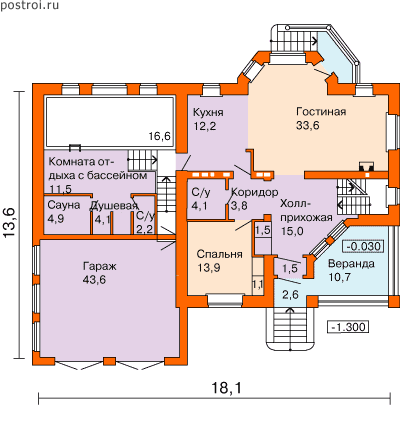 postroi.ru
Кухня
12,2
Гостиная
33,6
16,6
Комната от-
дыха с бассейном
11,5
Сауна
4,9
Душевая
4,1
С/у
2,2
С/у
4,1
Коридор
3,8
Холл-
прихожая
15,0
1,5
Гараж
43,6
Спальня
13,9
1,1
1,5
2,6
-0.030
Веранда
10,7
-1.300
13,6
18,1